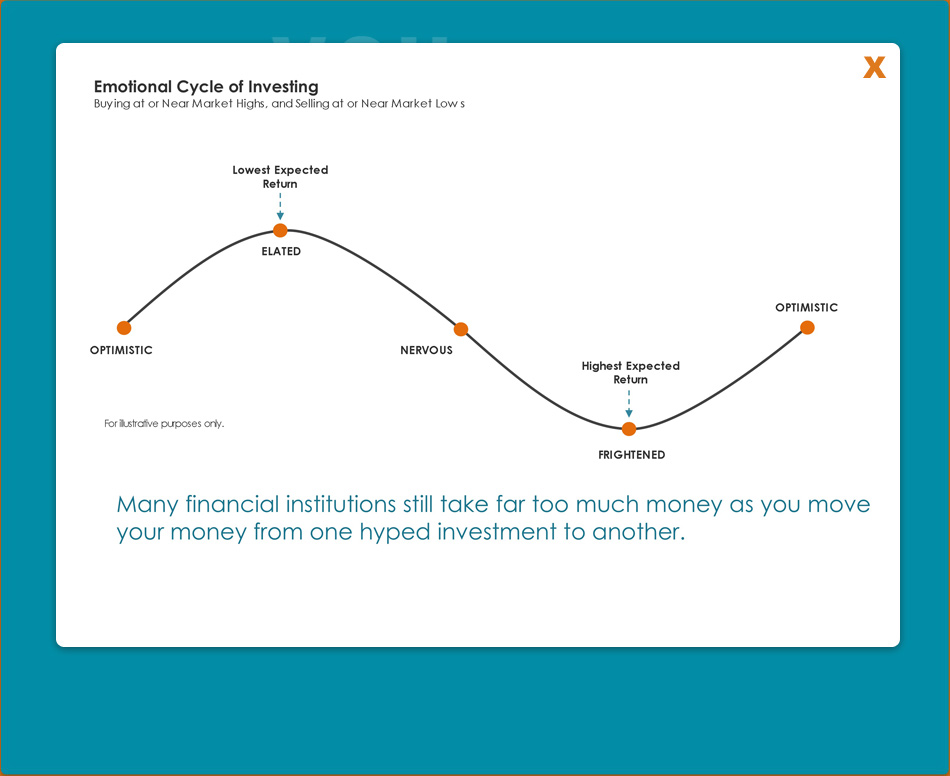 X
Emotional Cycle of Investing
Buying at or Near Market Highs, and Selling at or Near Market Lows
Lowest Expected
Return
ELATED
OPTIMISTIC
OPTIMISTIC
NERVOUS
Highest Expected
Return
For illustrative purposes only.
FRIGHTENED
Many financial institutions still take far too much money as you move
your money from one hyped investment to another.